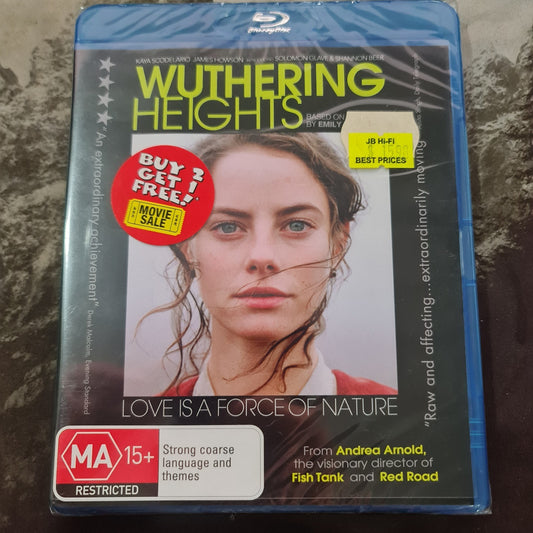 Blu-ray Disc
KAYA SCODELARIO JAMES HOWSON SOLOMON GLAVE & SHANNON BEER
WUTHERING
HEIGHTS
BASED ON
BY EMILY
JB Hi-Fi
BEST PRICES
BUY 2
GET 1
FREE!
MOVIE
SALE
"An extraordinary achievement"
Derek Malcolm, Evening Standard
"Raw and affecting...extraordinarily moving
LOVE IS A FORCE OF NATURE
MA 15+
RESTRICTED
Strong coarse
language and
themes
From Andrea Arnold,
the visionary director of
Fish Tank and Red Road